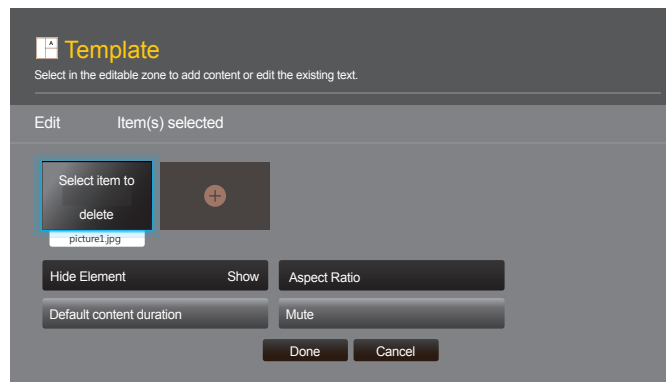 A
Template
Select in the editable zone to add content or edit the existing text.
Edit Item(s) selected
Select item to
delete
picture1.jpg
Hide Element Show Aspect Ratio
Default content duration Mute
Done Cancel